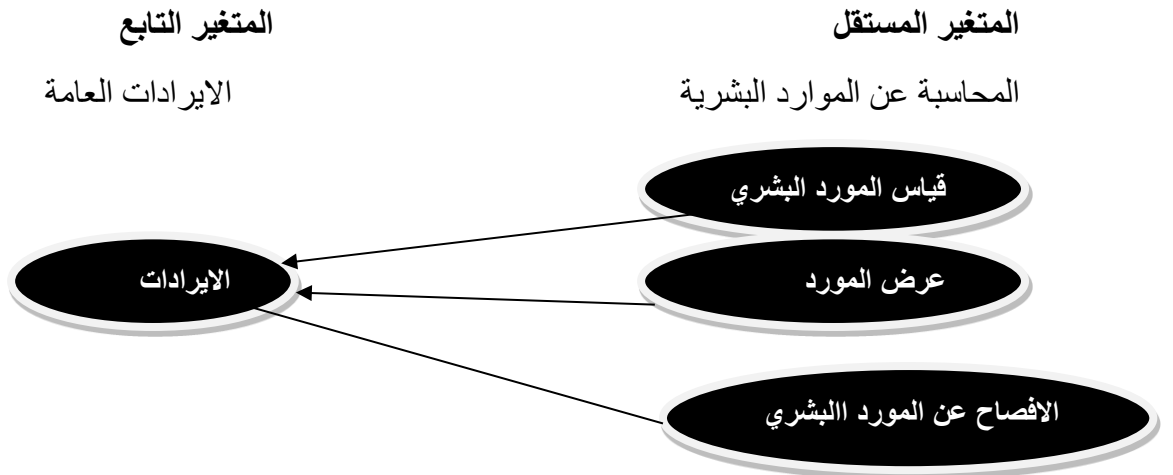 المتغير المستقل
المتغير التابع
المحاسبة عن الموارد البشرية
الايرادات العامة
قياس المورد البشري
عرض المورد
الايرادات
الافصاح عن المورد االبشري